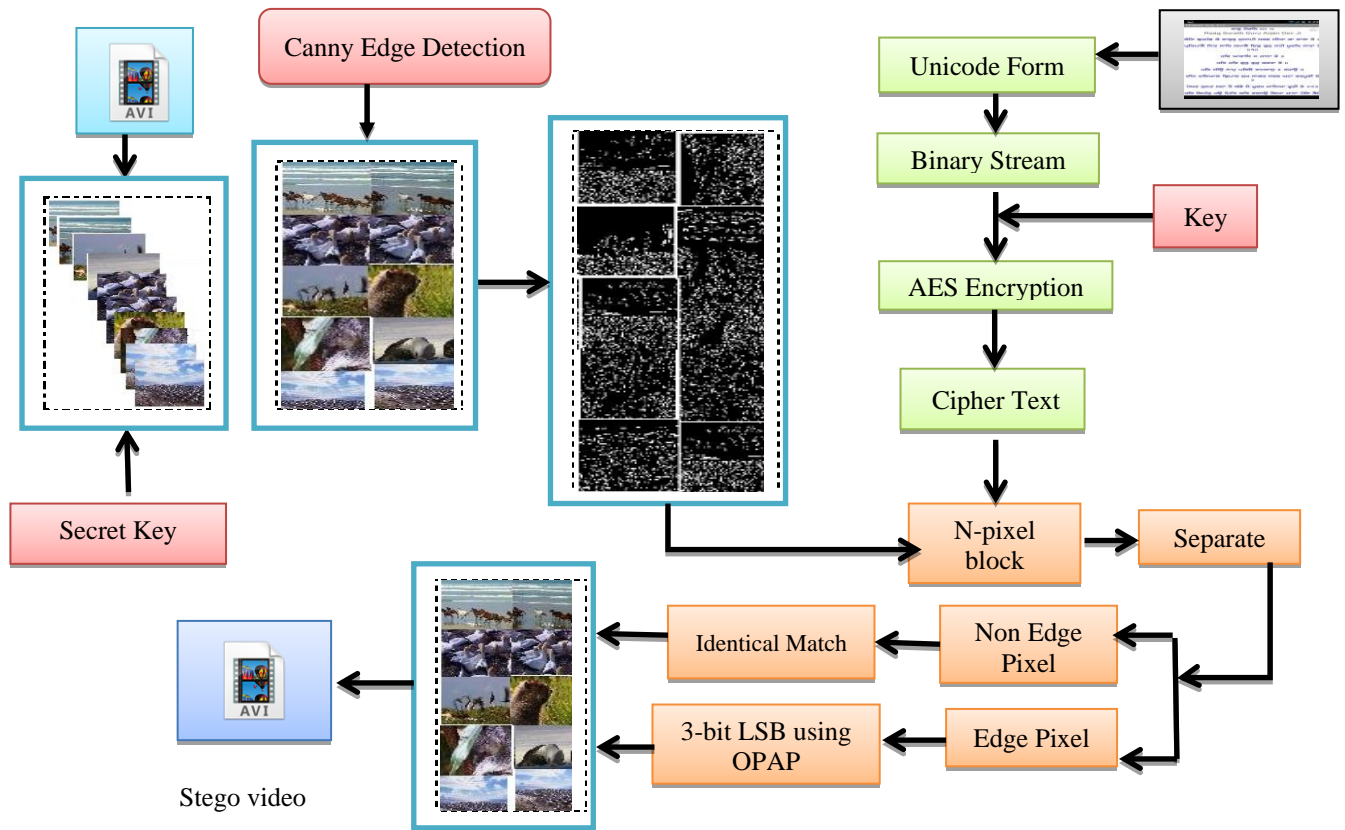 Canny Edge Detection
AVI
Unicode Form
Binary Stream
Key
AES Encryption
Cipher Text
Secret Key
N-pixel
block
Separate
Identical Match
Non Edge
Pixel
3-bit LSB using
OPAP
Edge Pixel
AVI
Stego video